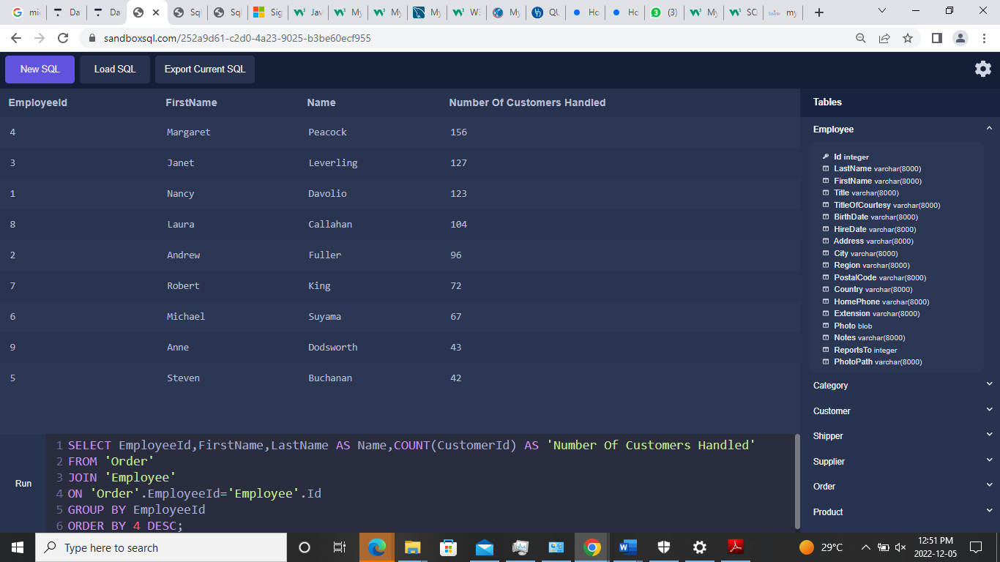 mi
Da
Da
Sql
Sql
Sig
Jav
My
My
My
W3
My
QU
Ho
Ho
(3)
My
SC
my
sandboxsql.com/252a9d61-c2d0-4a23-9025-b3be60ecf955
New SQL Load SQL Export Current SQL
EmployeeId FirstName Name Number Of Customers Handled
4 Margaret Peacock 156
3 Janet Leverling 127
1 Nancy Davolio 123
8 Laura Callahan 104
2 Andrew Fuller 96
7 Robert King 72
6 Michael Suyama 67
9 Anne Dodsworth 43
5 Steven Buchanan 42
Tables
Employee
Id integer
LastName varchar(8000)
FirstName varchar(8000)
Title varchar(8000)
TitleOfCourtesy varchar(8000)
BirthDate varchar(8000)
HireDate varchar(8000)
Address varchar(8000)
City varchar(8000)
Region varchar(8000)
PostalCode varchar(8000)
Country varchar(8000)
HomePhone varchar(8000)
Extension varchar(8000)
Photo blob
Notes varchar(8000)
ReportsTo integer
PhotoPath varchar(8000)
Category
Customer
Shipper
Supplier
Order
Product
Run
1 SELECT EmployeeId,FirstName,LastName AS Name,COUNT(CustomerId) AS 'Number Of Customers Handled'
2 FROM 'Order'
3 JOIN 'Employee'
4 ON 'Order'.EmployeeId='Employee'.Id
5 GROUP BY EmployeeId
6 ORDER BY 4 DESC;
Type here to search
29°C
12:51 PM
2022-12-05